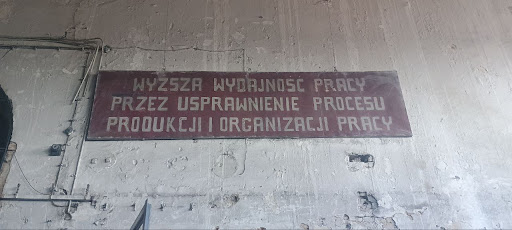 WYŻSZA WYDAJNOŚĆ PRACY
PRZEZ USPRAWNIENIE PROCESU
PRODUKCJI I ORGANIZACJI PRACY